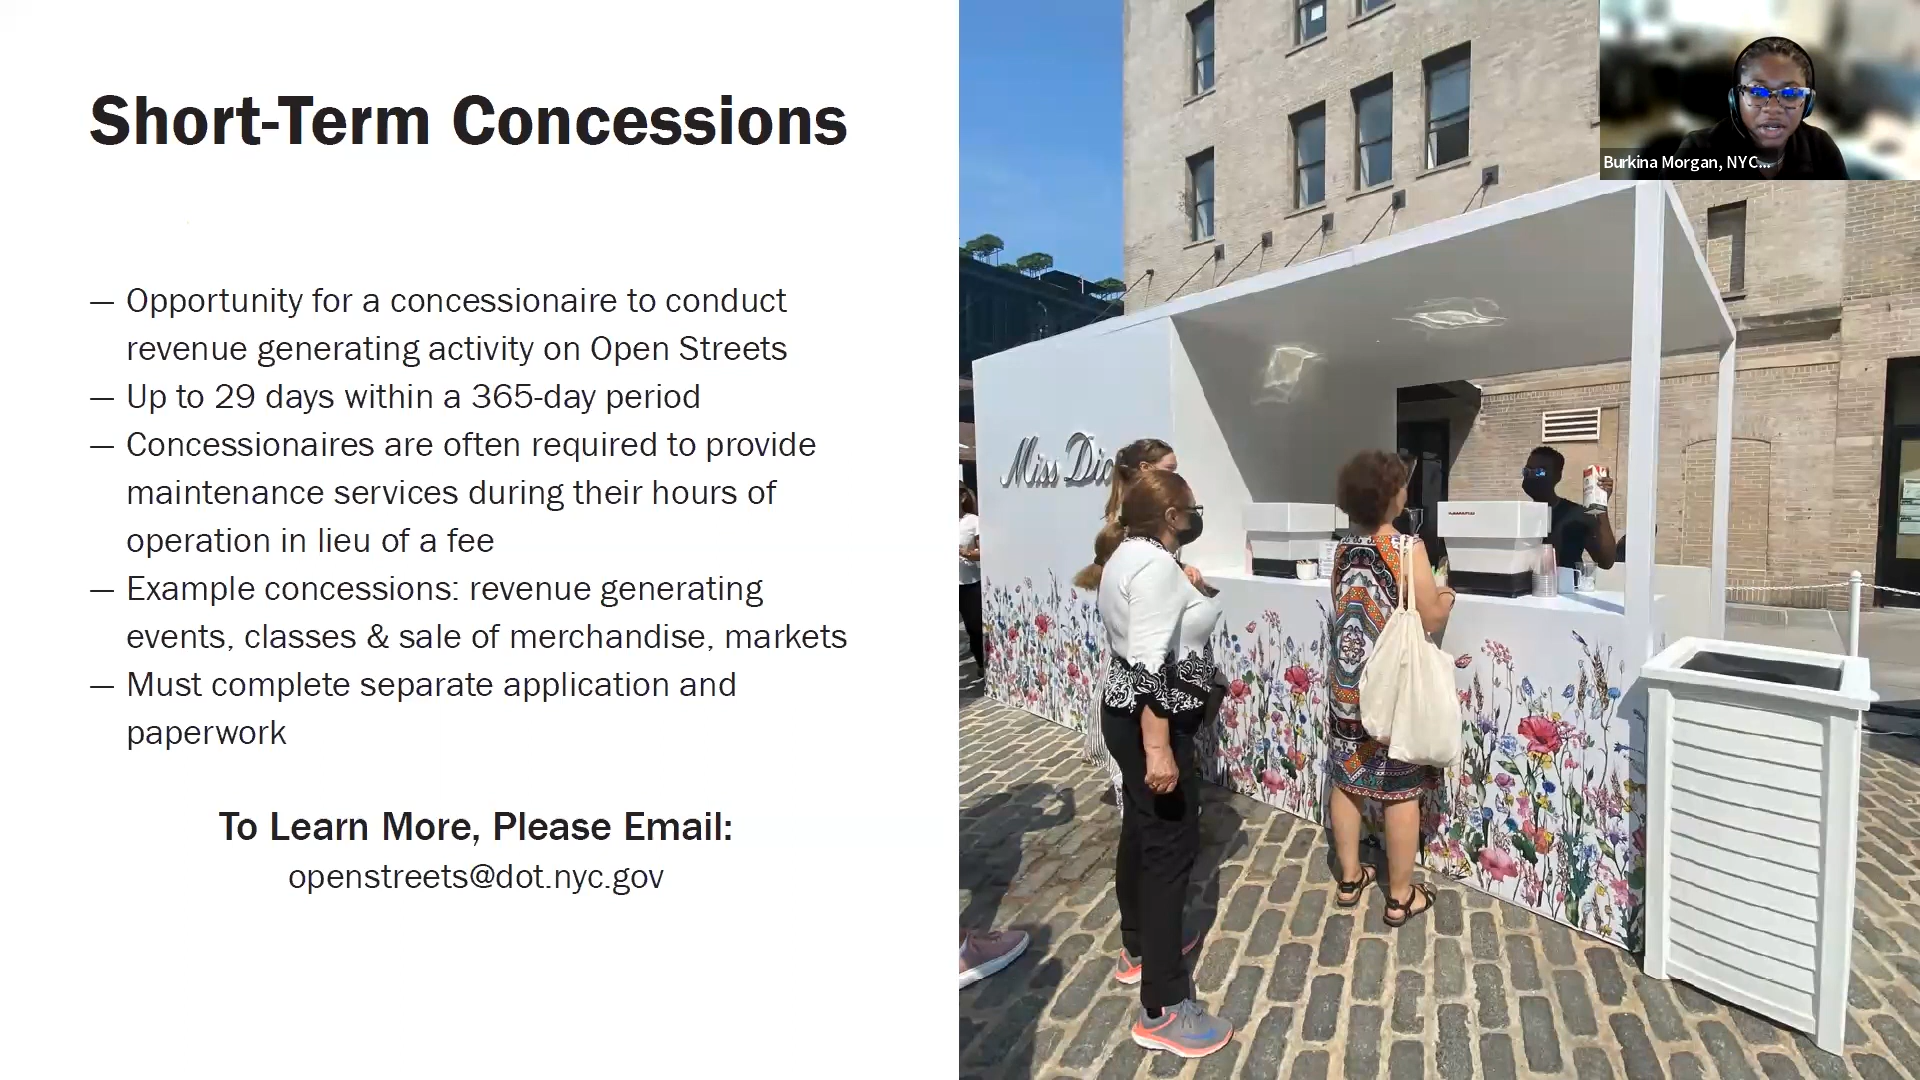 Short-Term Concessions
Burkina Morgan, NYC...
— Opportunity for a concessionaire to conduct
revenue generating activity on Open Streets
— Up to 29 days within a 365-day period
— Concessionaires are often required to provide
maintenance services during their hours of
operation in lieu of a fee
— Example concessions: revenue generating
events, classes & sale of merchandise, markets
— Must complete separate application and
paperwork
To Learn More, Please Email:
openstreets@dot.nyc.gov
Miss Dio